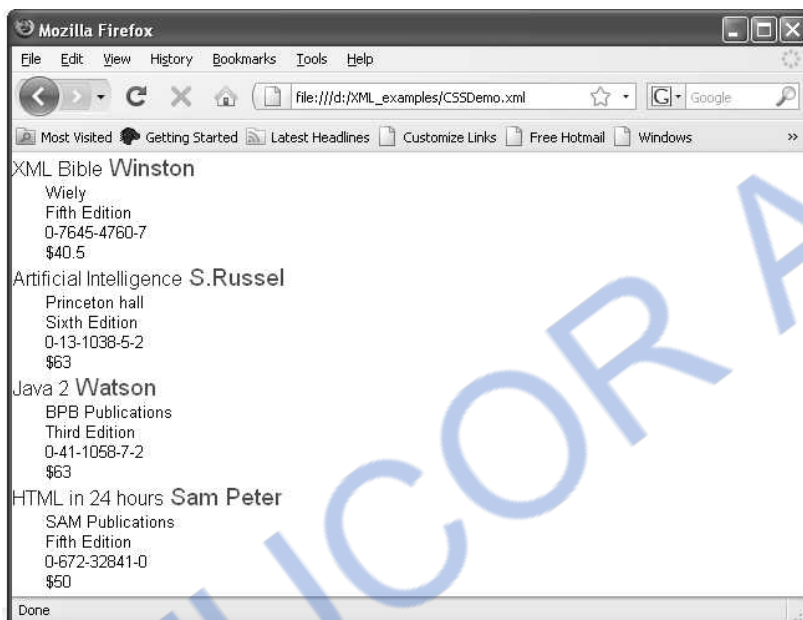 Mozilla Firefox
File Edit View History Bookmarks Tools Help
file:///d:/XML_examples/CSSDemo.xml G Google
Most Visited Getting Started Latest Headlines Customize Links Free Hotmail Windows »
XML Bible Winston
Wiely
Fifth Edition
0-7645-4760-7
$40.5
Artificial Intelligence S.Russel
Princeton hall
Sixth Edition
0-13-1038-5-2
$63
Java 2 Watson
BPB Publications
Third Edition
0-41-1058-7-2
$63
HTML in 24 hours Sam Peter
SAM Publications
Fifth Edition
0-672-32841-0
$50
Done